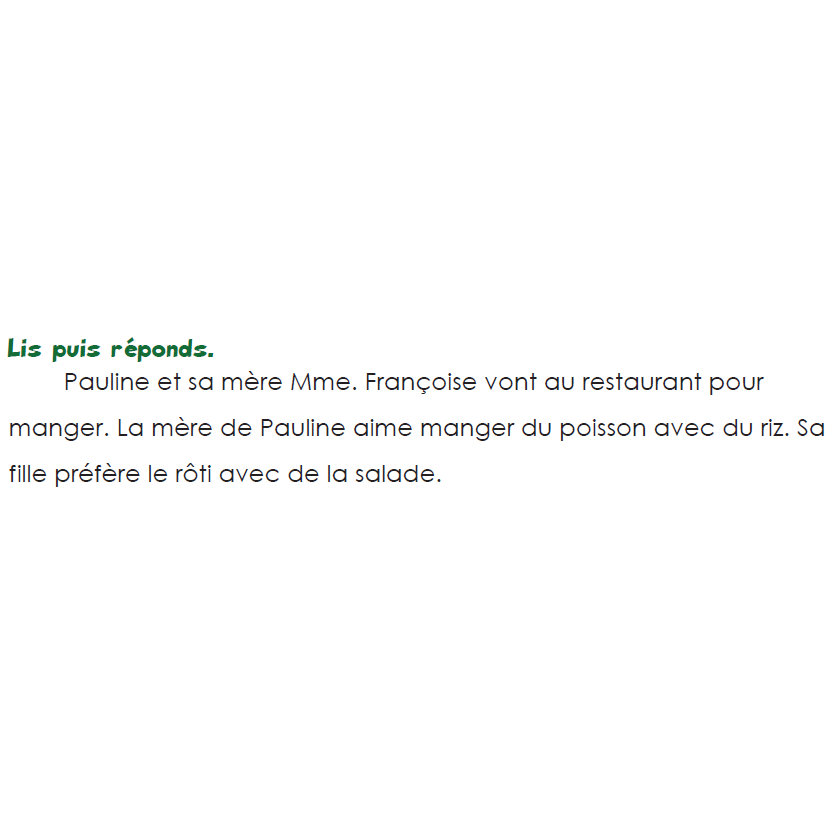 Lis puis réponds.
Pauline et sa mère Mme. Françoise vont au restaurant pour
manger. La mère de Pauline aime manger du poisson avec du riz. Sa
fille préfère le rôti avec de la salade.